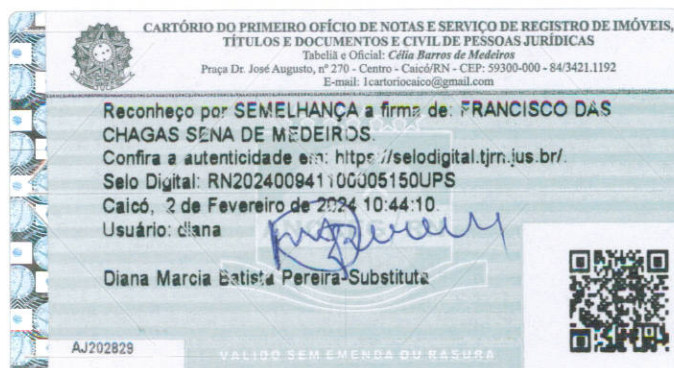 CARTÓRIO DO PRIMEIRO OFÍCIO DE NOTAS E SERVIÇO DE REGISTRO DE IMÓVEIS,
TÍTULOS E DOCUMENTOS E CIVIL DE PESSOAS JURÍDICAS
Tabeliã e Oficial: Célia Barros de Medeiros
Praça Dr. José Augusto, nº 270 - Centro - Caicó/RN - CEP: 59300-000 - 84/3421.1192
E-mail: 1cartoriocaico@gmail.com
Reconheço por SEMELHANÇA a firma de: FRANCISCO DAS
CHAGAS SENA DE MEDEIROS.
Confira a autenticidade em: https://selodigital.tjrn.jus.br/.
Selo Digital: RN202400941100005150UPS
Caicó, 2 de Fevereiro de 2024 10:44:10.
Usuário: diana
Diana Marcia Batista Pereira-Substituta
AJ202829
VALIDO SEM EMENDA OU RASURA